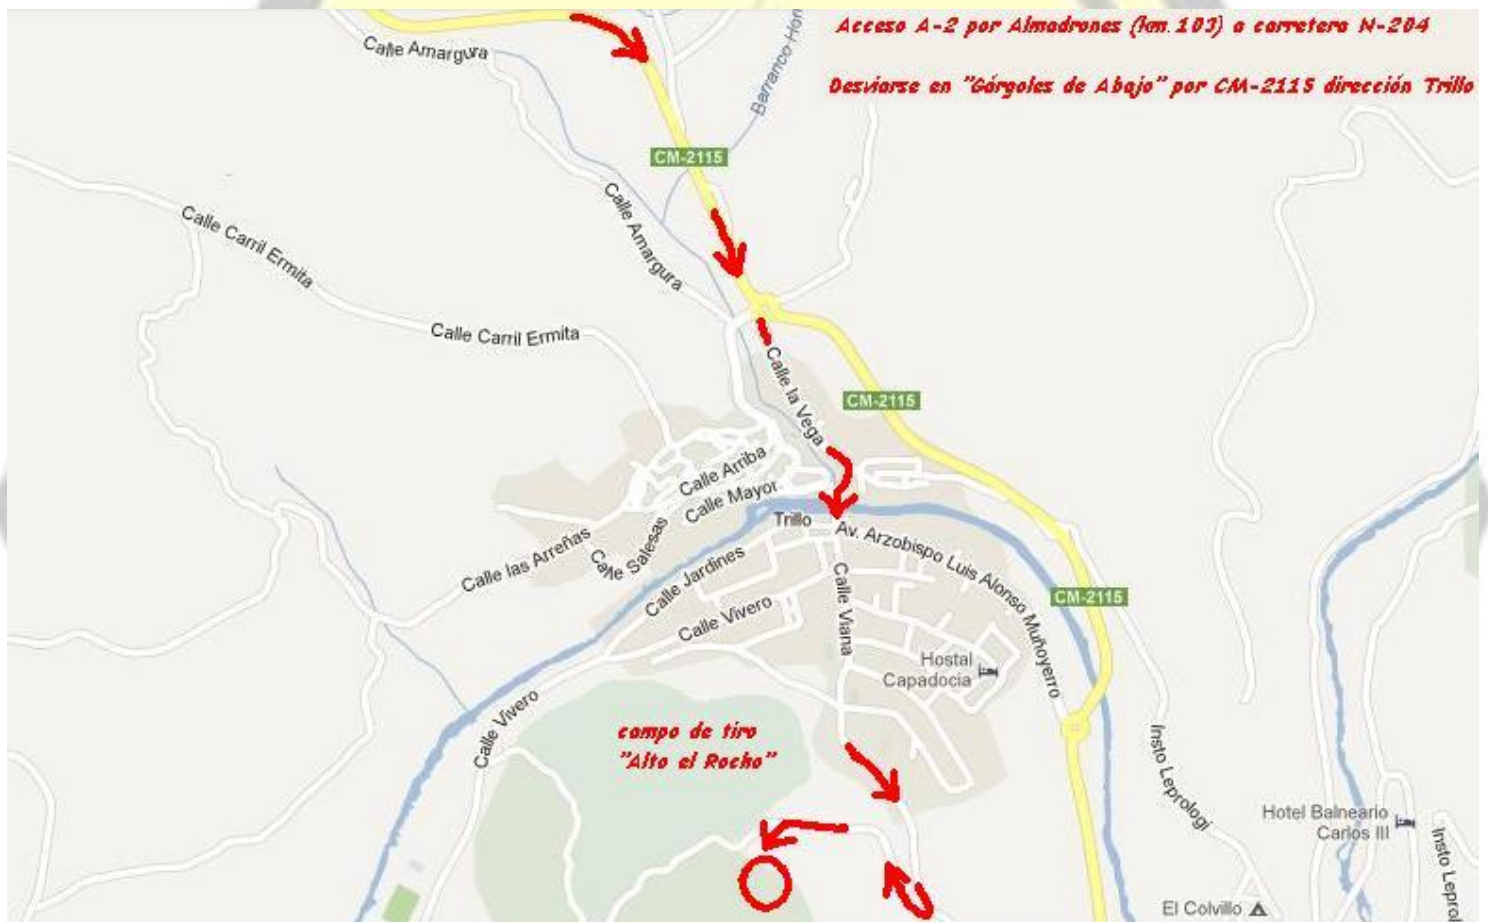 Acceso A-2 por Almadrones (km.103) a carretera N-204
Desviarse en "Gárgoles de Abajo" por CM-2115 dirección Trillo
Calle Amargura
Barranco Hon
CM-2115
Calle Amargura
Calle Carril Ermita
Calle Carril Ermita
Calle la Vega
CM-2115
Calle Arriba
Calle Mayor
Calle Salesas
Calle las Arreñas
Trillo
Av. Arzobispo Luis Alonso Muñoyerro
Calle Jardines
Calle Vivero
Calle Viana
CM-2115
Hostal
Capadocia
Calle Vivero
campo de tiro
"Alto el Rocho"
Insto Leprologi
Hotel Balneario
Carlos III
Insto Lepro
El Colvillo